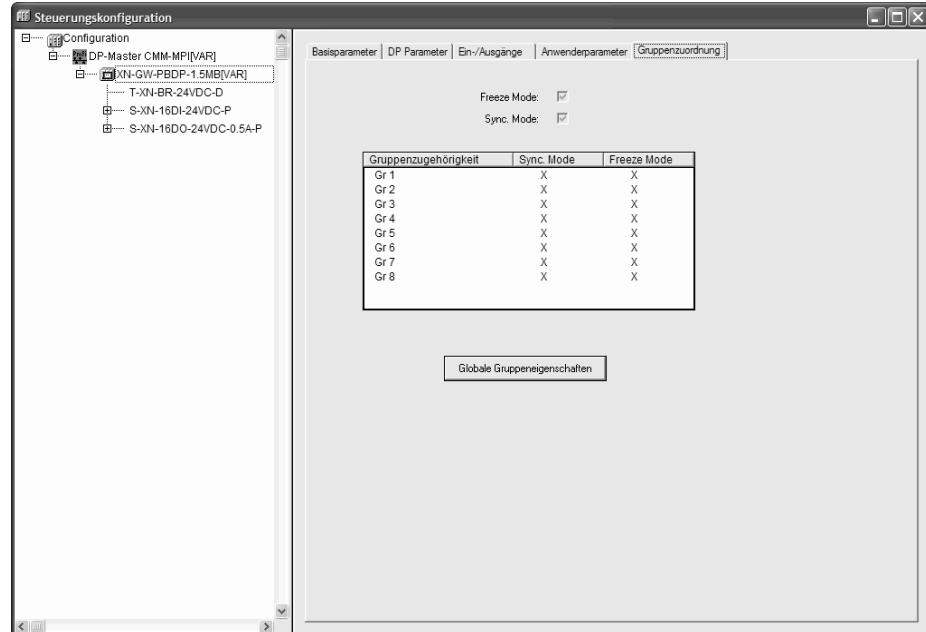 Steuerungskonfiguration
Configuration
DP-Master CMM-MPI[VAR]
XN-GW-PBDP-1.5MB[VAR]
T-XN-BR-24VDC-D
S-XN-16DI-24VDC-P
S-XN-16DO-24VDC-0.5A-P
Basisparameter DP Parameter Ein-/Ausgänge Anwenderparameter Gruppenzuordnung
Freeze Mode:
Sync. Mode:
Gruppenzugehörigkeit Sync. Mode Freeze Mode
Gr 1 X X
Gr 2 X X
Gr 3 X X
Gr 4 X X
Gr 5 X X
Gr 6 X X
Gr 7 X X
Gr 8 X X
Globale Gruppeneigenschaften